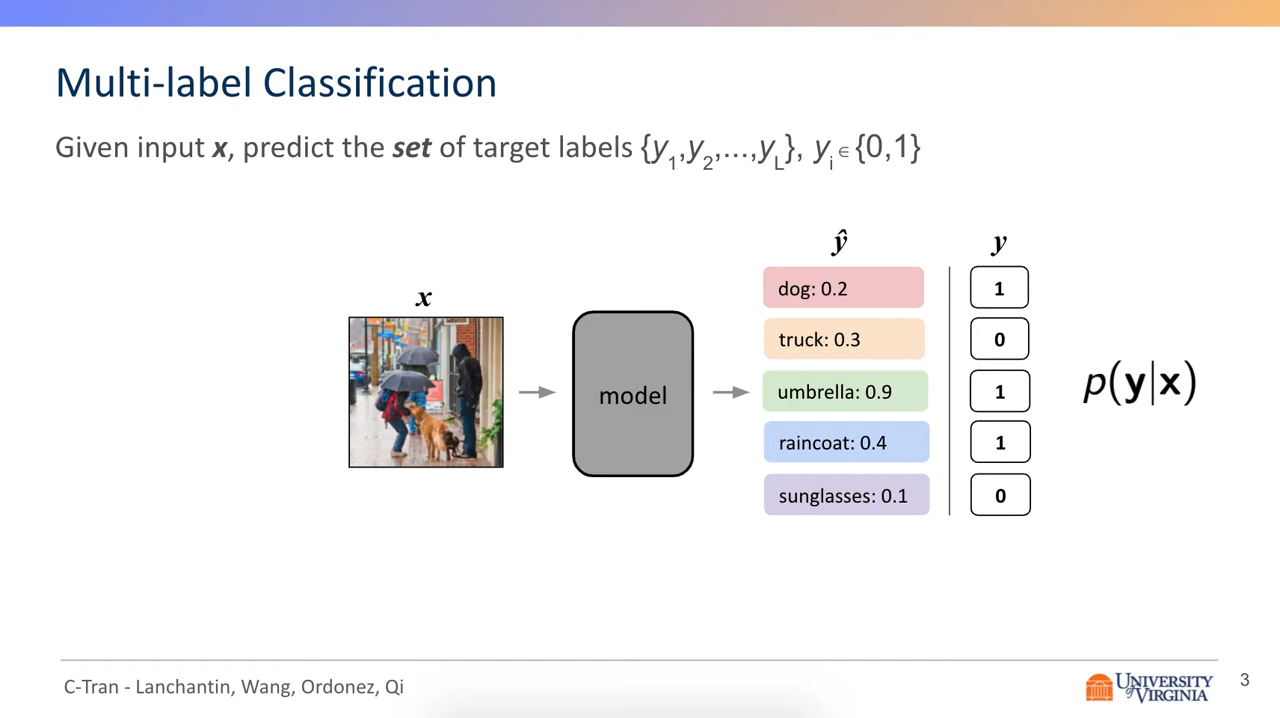 Multi-label Classification
Given input x, predict the set of target labels {y₁,y₂,...,y_L}, yᵢ ∈ {0,1}
ŷ
y
x
dog: 0.2
1
truck: 0.3
0
model
umbrella: 0.9
1
p(y|x)
raincoat: 0.4
1
sunglasses: 0.1
0
C-Tran - Lanchantin, Wang, Ordonez, Qi
UNIVERSITY
of VIRGINIA
3